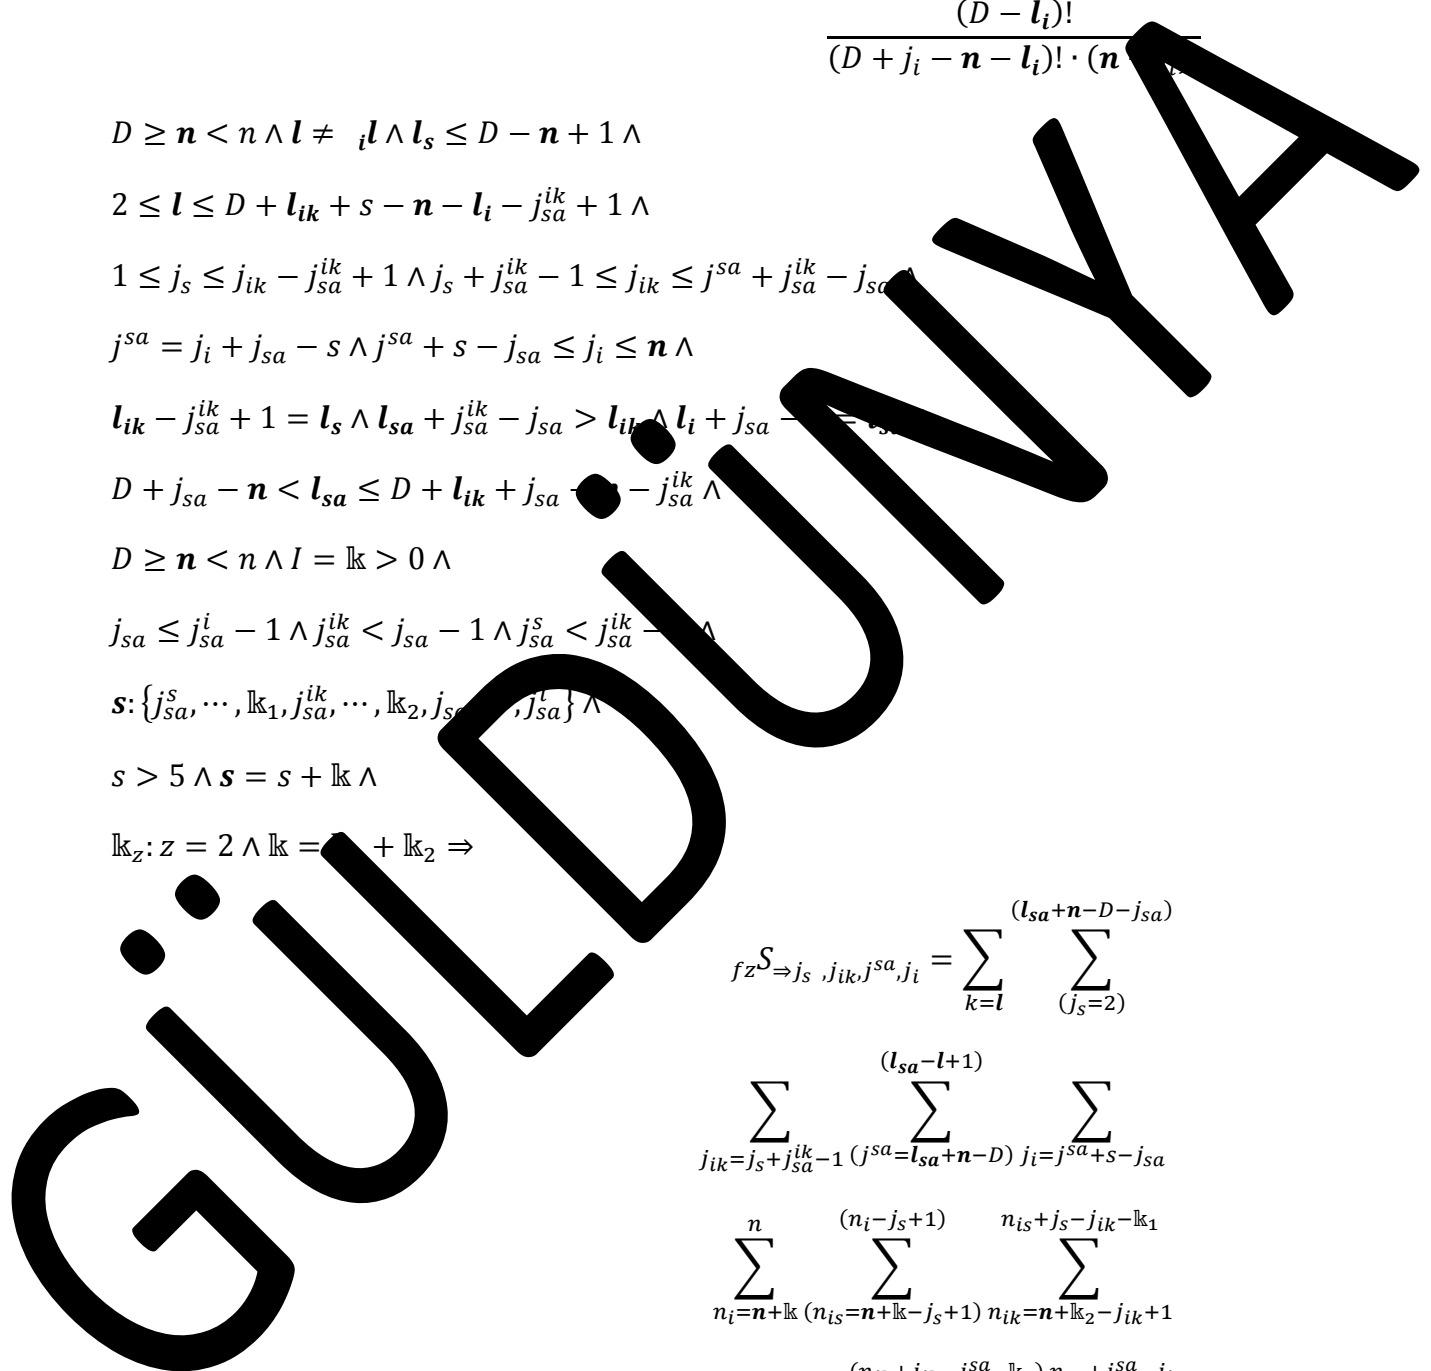 (D − l_i)!
(D + j_i − n − l_i)! · (n
D ≥ n < n ∧ l ≠ _i l ∧ l_s ≤ D − n + 1 ∧
2 ≤ l ≤ D + l_ik + s − n − l_i − j_sa^ik + 1 ∧
1 ≤ j_s ≤ j_ik − j_sa^ik + 1 ∧ j_s + j_sa^ik − 1 ≤ j_ik ≤ j^sa + j_sa^ik − j_sa ∧
j^sa = j_i + j_sa − s ∧ j^sa + s − j_sa ≤ j_i ≤ n ∧
l_ik − j_sa^ik + 1 = l_s ∧ l_sa + j_sa^ik − j_sa > l_ik ∧ l_i + j_sa − =
D + j_sa − n < l_sa ≤ D + l_ik + j_sa − − j_sa^ik ∧
D ≥ n < n ∧ I = 𝕜 > 0 ∧
j_sa ≤ j_sa^i − 1 ∧ j_sa^ik < j_sa − 1 ∧ j_sa^s < j_sa^ik − ∧
s: {j_sa^s, ⋯ , 𝕜_1, j_sa^ik, ⋯ , 𝕜_2, j_sa , j_sa^i} ∧
s > 5 ∧ s = s + 𝕜 ∧
𝕜_z: z = 2 ∧ 𝕜 = + 𝕜_2 ⇒
GÜLDÜNYA
(l_sa+n−D−j_sa)
_fz S_⇒j_s ,j_ik,j^sa,j_i = ∑ ∑
k=l (j_s=2)
(l_sa−l+1)
∑ ∑ ∑
j_ik=j_s+j_sa^ik−1 (j^sa=l_sa+n−D) j_i=j^sa+s−j_sa
n (n_i−j_s+1) n_is+j_s−j_ik−𝕜_1
∑ ∑ ∑
n_i=n+𝕜 (n_is=n+𝕜−j_s+1) n_ik=n+𝕜_2−j_ik+1